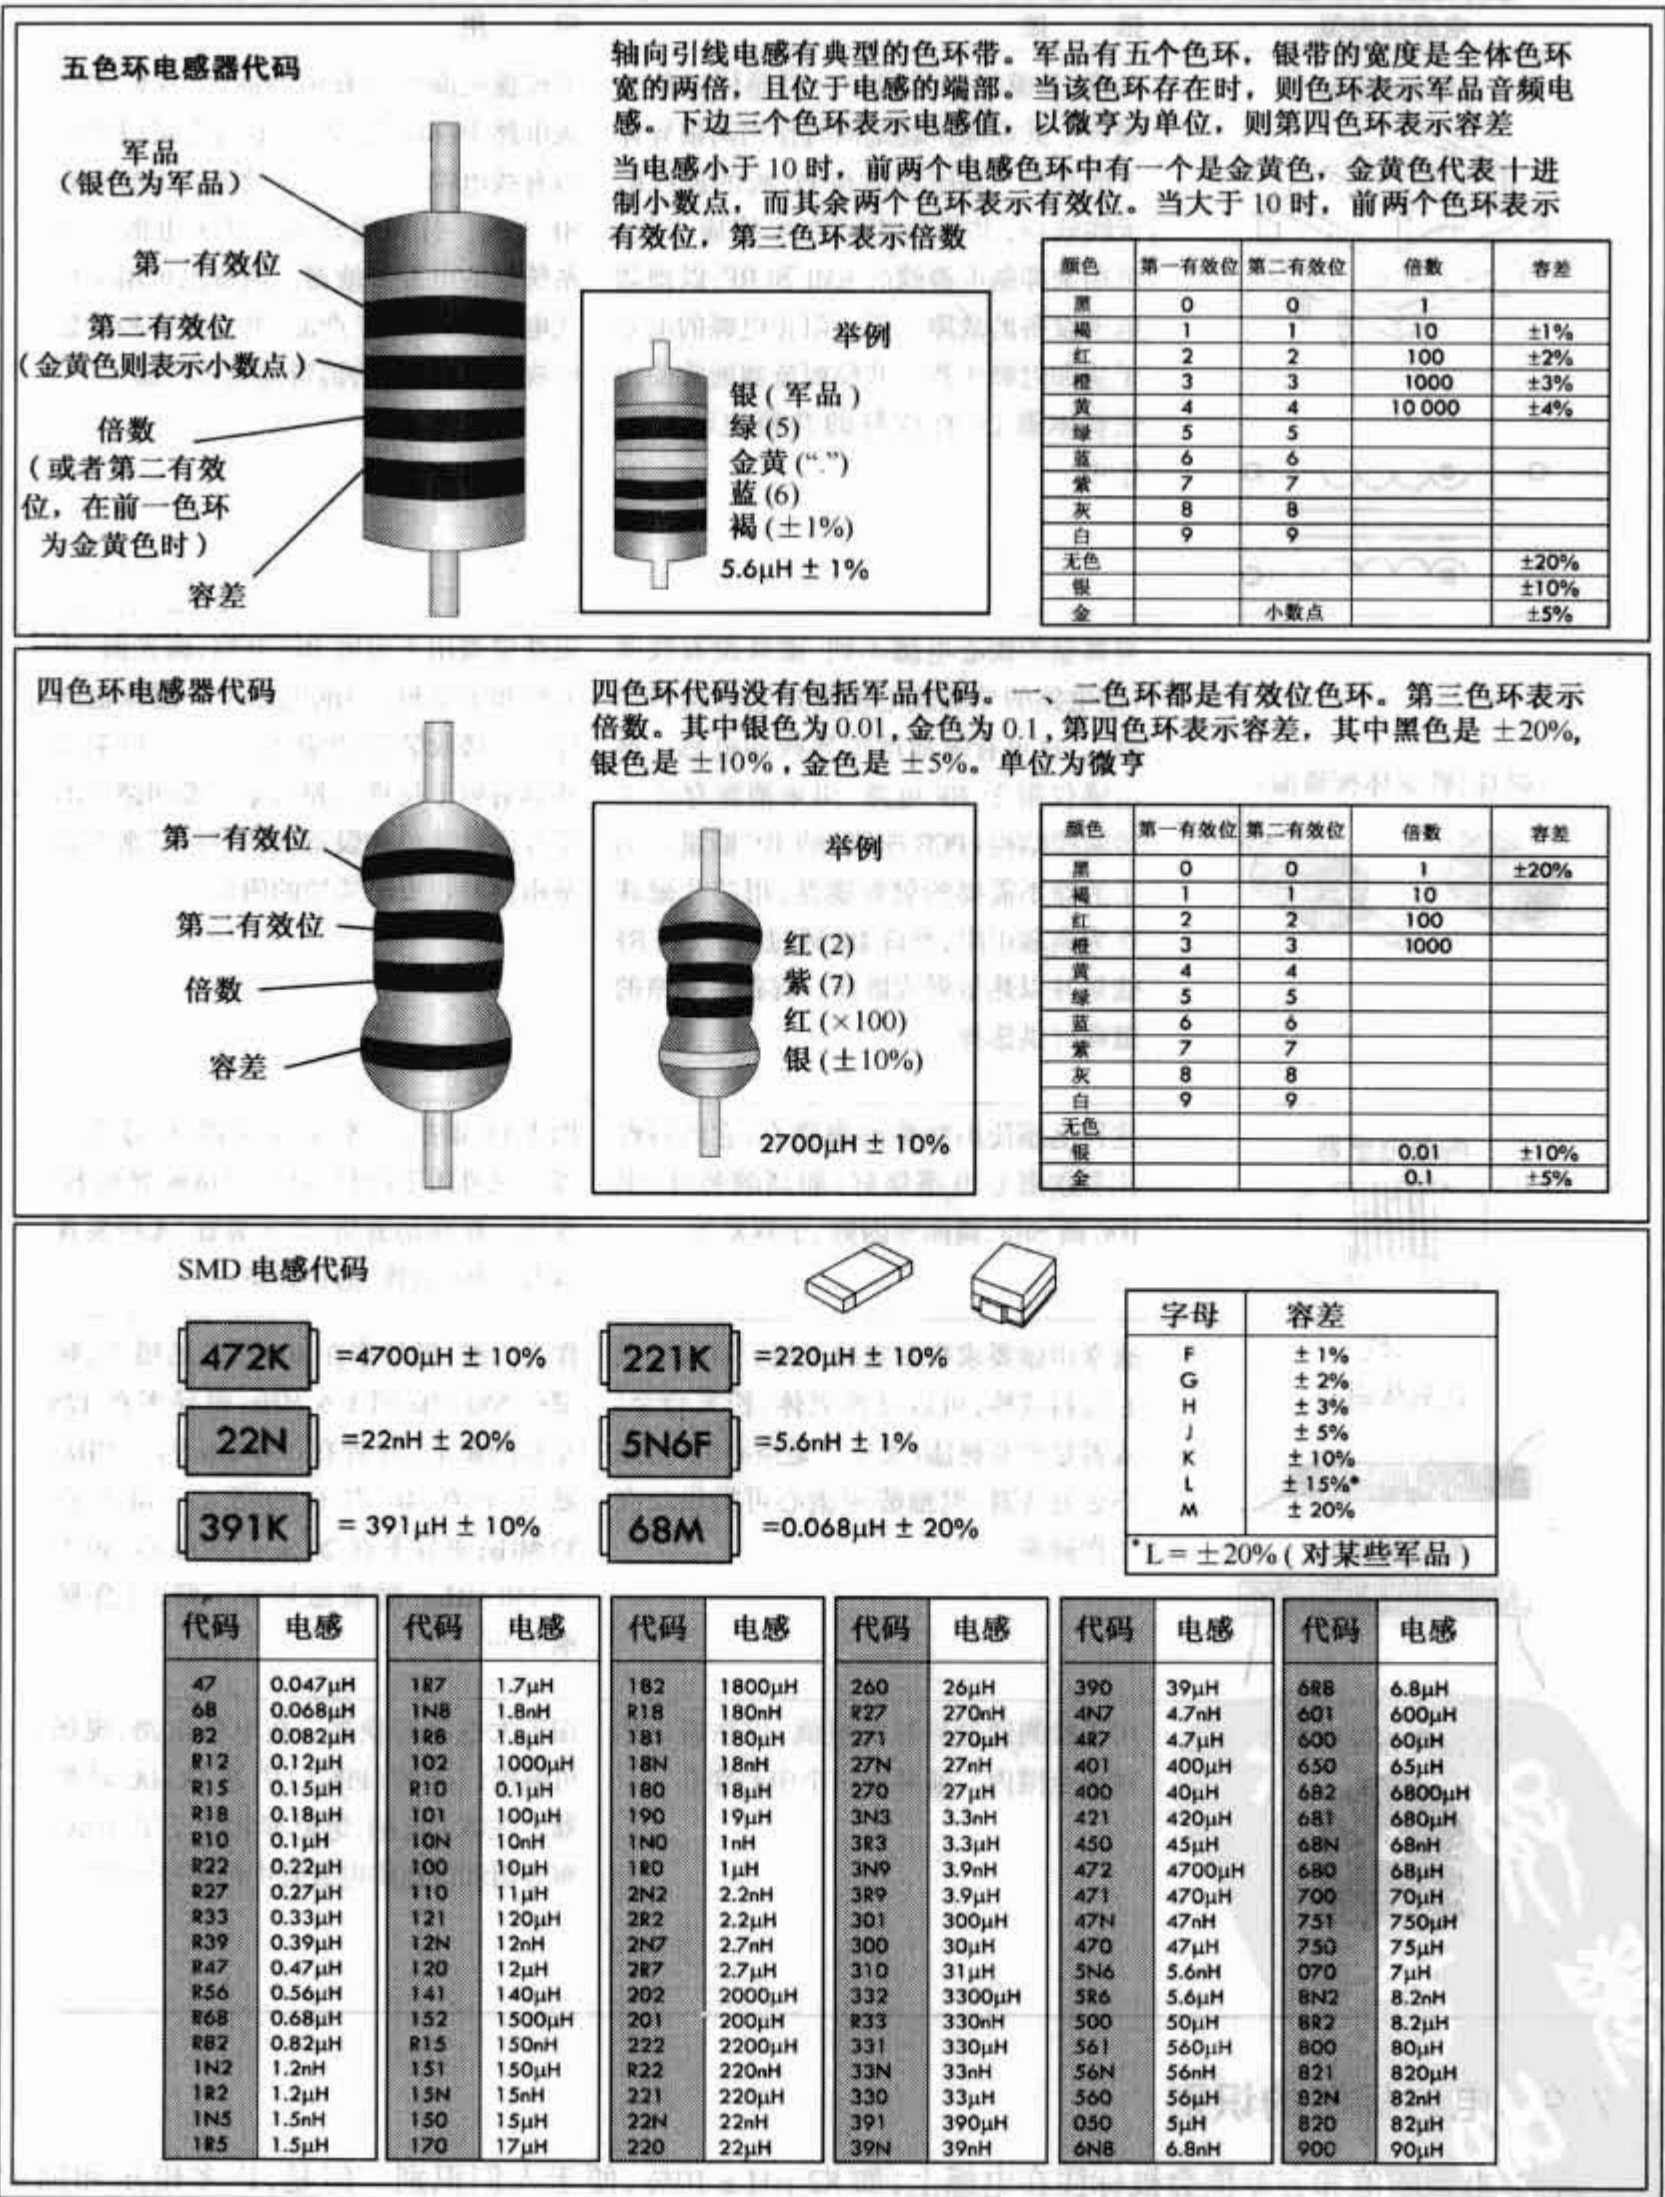 五色环电感器代码
轴向引线电感有典型的色环带。军品有五个色环，银带的宽度是全体色环
宽的两倍，且位于电感的端部。当该色环存在时，则色环表示军品音频电
感。下边三个色环表示电感值，以微亨为单位，则第四色环表示容差
当电感小于 10 时，前两个电感色环中有一个是金黄色，金黄色代表十进
制小数点，而其余两个色环表示有效位。当大于 10 时，前两个色环表示
有效位，第三色环表示倍数
军品
（银色为军品）
第一有效位
第二有效位
（金黄色则表示小数点）
倍数
（或者第二有效
位，在前一色环
为金黄色时）
容差
举例
银（军品）
绿 (5)
金黄 (“.”)
蓝 (6)
褐 (±1%)
5.6μH ± 1%
颜色 第一有效位 第二有效位 倍数 容差
黑 0 0 1
褐 1 1 10 ±1%
红 2 2 100 ±2%
橙 3 3 1000 ±3%
黄 4 4 10 000 ±4%
绿 5 5
蓝 6 6
紫 7 7
灰 8 8
白 9 9
无色 ±20%
银 ±10%
金 小数点 ±5%
四色环电感器代码
四色环代码没有包括军品代码。一、二色环都是有效位色环。第三色环表示
倍数。其中银色为 0.01，金色为 0.1，第四色环表示容差，其中黑色是 ±20%,
银色是 ±10%，金色是 ±5%。单位为微亨
第一有效位
第二有效位
倍数
容差
举例
红 (2)
紫 (7)
红 (×100)
银 (±10%)
2700μH ± 10%
颜色 第一有效位 第二有效位 倍数 容差
黑 0 0 1 ±20%
褐 1 1 10
红 2 2 100
橙 3 3 1000
黄 4 4
绿 5 5
蓝 6 6
紫 7 7
灰 8 8
白 9 9
无色
银 0.01 ±10%
金 0.1 ±5%
SMD 电感代码
472K =4700μH ± 10% 221K =220μH ± 10%
22N =22nH ± 20% 5N6F =5.6nH ± 1%
391K = 391μH ± 10% 68M =0.068μH ± 20%
字母 容差
F ± 1%
G ± 2%
H ± 3%
J ± 5%
K ± 10%
L ± 15%*
M ± 20%
*L = ±20%（对某些军品）
代码 电感 代码 电感 代码 电感 代码 电感 代码 电感 代码 电感
47 0.047μH 1R7 1.7μH 182 1800μH 260 26μH 390 39μH 6R8 6.8μH
68 0.068μH 1N8 1.8nH R18 180nH R27 270nH 4N7 4.7nH 601 600μH
82 0.082μH 1R8 1.8μH 181 180μH 271 270μH 4R7 4.7μH 600 60μH
R12 0.12μH 102 1000μH 18N 18nH 27N 27nH 401 400μH 650 65μH
R15 0.15μH R10 0.1μH 180 18μH 270 27μH 400 40μH 682 6800μH
R18 0.18μH 101 100μH 190 19μH 3N3 3.3nH 421 420μH 681 680μH
R10 0.1μH 10N 10nH 1N0 1nH 3R3 3.3μH 450 45μH 68N 68nH
R22 0.22μH 100 10μH 1R0 1μH 3N9 3.9nH 472 4700μH 680 68μH
R27 0.27μH 110 11μH 2N2 2.2nH 3R9 3.9μH 471 470μH 700 70μH
R33 0.33μH 121 120μH 2R2 2.2μH 301 300μH 47N 47nH 751 750μH
R39 0.39μH 12N 12nH 2N7 2.7nH 300 30μH 470 47μH 750 75μH
R47 0.47μH 120 12μH 2R7 2.7μH 310 31μH 5N6 5.6nH 070 7μH
R56 0.56μH 141 140μH 202 2000μH 332 3300μH 5R6 5.6μH 8N2 8.2nH
R68 0.68μH 152 1500μH 201 200μH R33 330nH 500 50μH 8R2 8.2μH
R82 0.82μH R15 150nH 222 2200μH 331 330μH 561 560μH 800 80μH
1N2 1.2nH 151 150μH R22 220nH 33N 33nH 56N 56nH 821 820μH
1R2 1.2μH 15N 15nH 221 220μH 330 33μH 560 56μH 82N 82nH
1N5 1.5nH 150 15μH 22N 22nH 391 390μH 050 5μH 820 82μH
1R5 1.5μH 170 17μH 220 22μH 39N 39nH 6N8 6.8nH 900 90μH